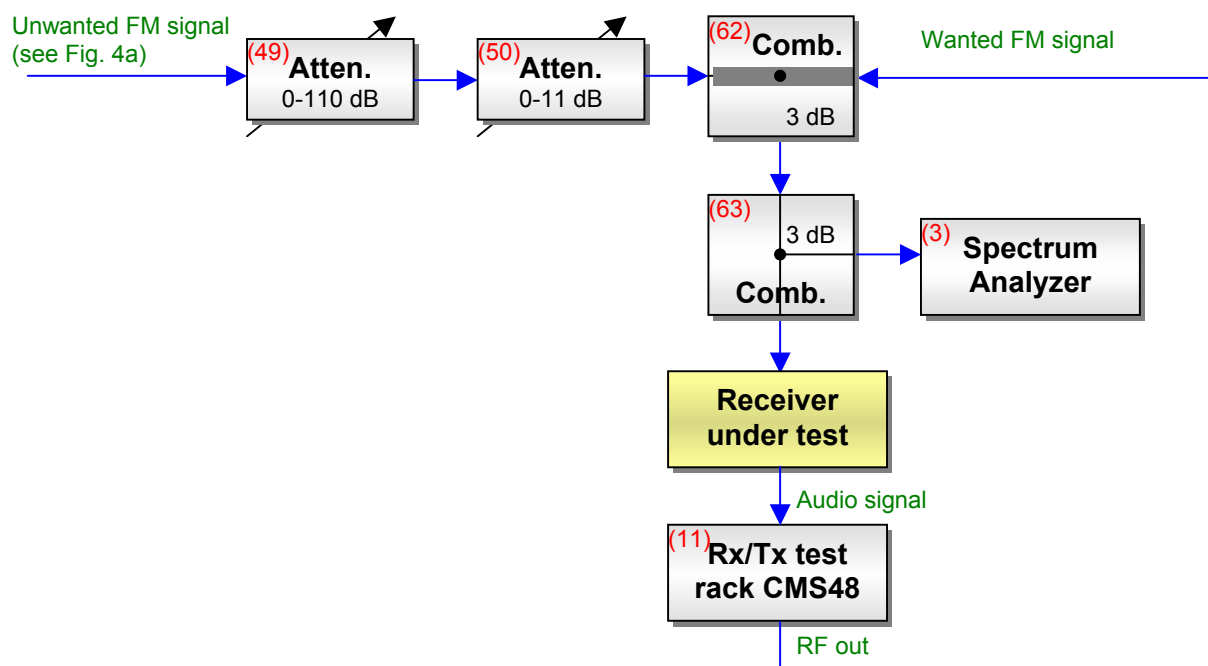 Unwanted FM signal
(see Fig. 4a)
(49)
Atten.
0-110 dB
(50)
Atten.
0-11 dB
(62)
Comb.
3 dB
Wanted FM signal
(63)
3 dB
Comb.
(3)
Spectrum
Analyzer
Receiver
under test
Audio signal
(11)
Rx/Tx test
rack CMS48
RF out